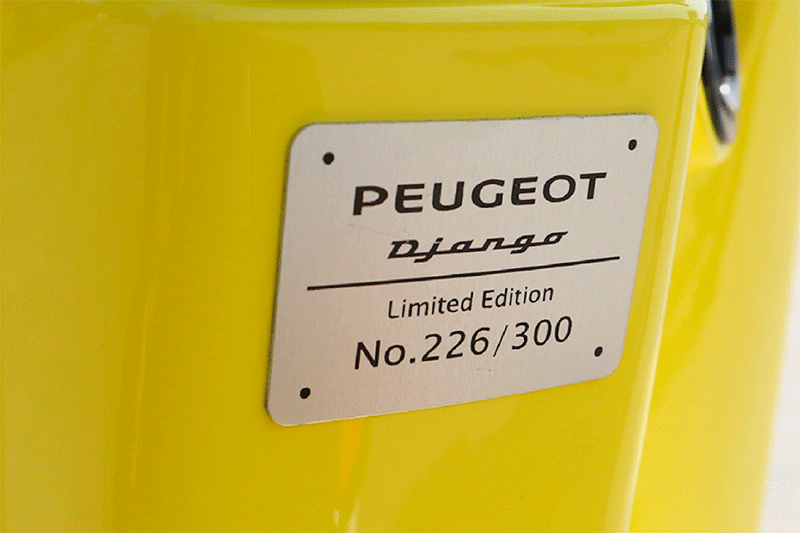 PEUGEOT
Django
Limited Edition
No.226/300